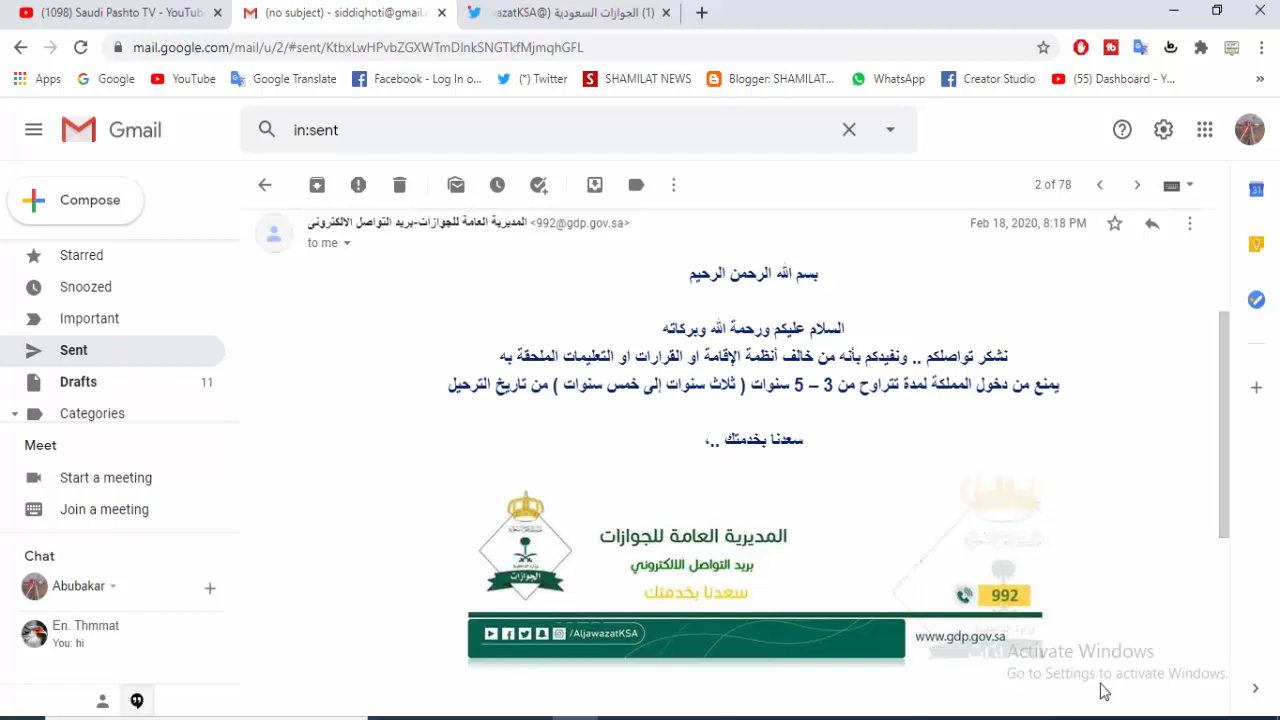 (1098) Saudi Pashto TV - YouTub
(no subject) - siddiqhoti@gmail.
(1) الجوازات السعودية (@azatKSA
mail.google.com/mail/u/2/#sent/KtbxLwHPvbZGXWTmDlnkSNGTkfMjmqhGFL
Apps
Google
YouTube
Google Translate
Facebook - Log In o...
(*) Twitter
SHAMILAT NEWS
Blogger: SHAMILAT...
WhatsApp
Creator Studio
(55) Dashboard - Y...
Gmail
in:sent
Compose
2 of 78
Starred
Snoozed
Important
Sent
Drafts
11
Categories
Meet
Start a meeting
Join a meeting
Chat
Abubakar
En. Thmmat
You: hi
المديرية العامة للجوازات-بريد التواصل الالكتروني <992@gdp.gov.sa>
Feb 18, 2020, 8:18 PM
to me
بسم الله الرحمن الرحيم
السلام عليكم ورحمة الله وبركاته
نشكر تواصلكم .. ونفيدكم بأنه من خالف أنظمة الإقامة او القرارات او التعليمات الملحقة به
يمنع من دخول المملكة لمدة تتراوح من 3 – 5 سنوات ( ثلاث سنوات إلى خمس سنوات ) من تاريخ الترحيل
سعدنا بخدمتك ..،
الجوازات
المديرية العامة للجوازات
بريد التواصل الالكتروني
سعدنا بخدمتك
992
/AljawazatKSA
www.gdp.gov.sa
Activate Windows
Go to Settings to activate Windows.